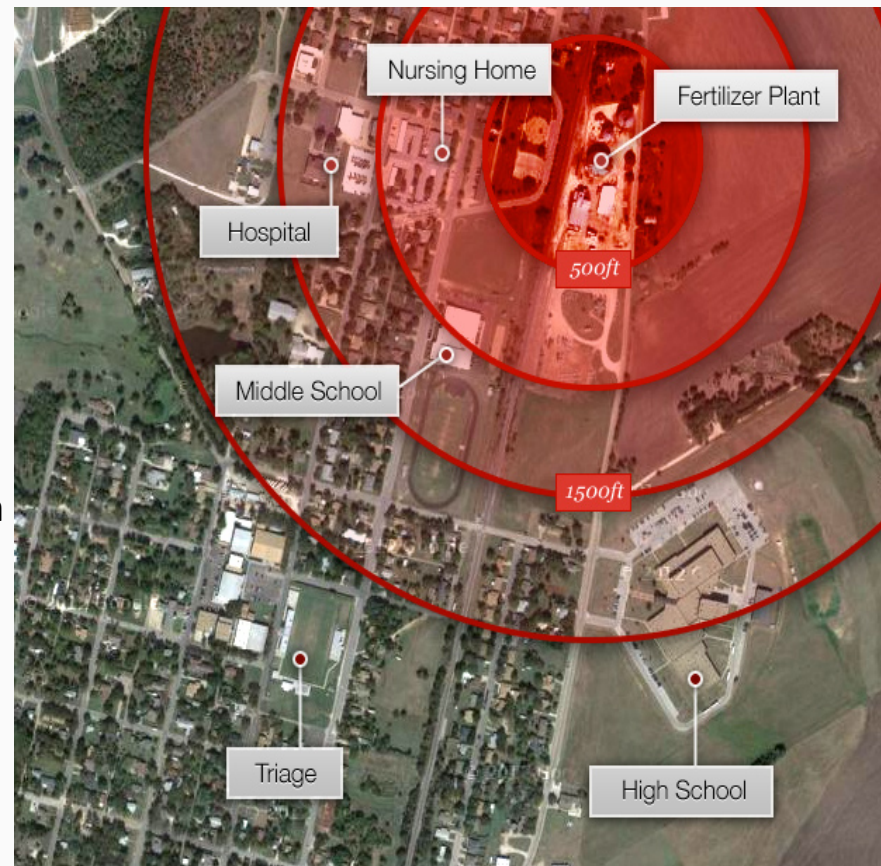 Nursing Home
Fertilizer Plant
Hospital
500ft
Middle School
1500ft
Triage
High School